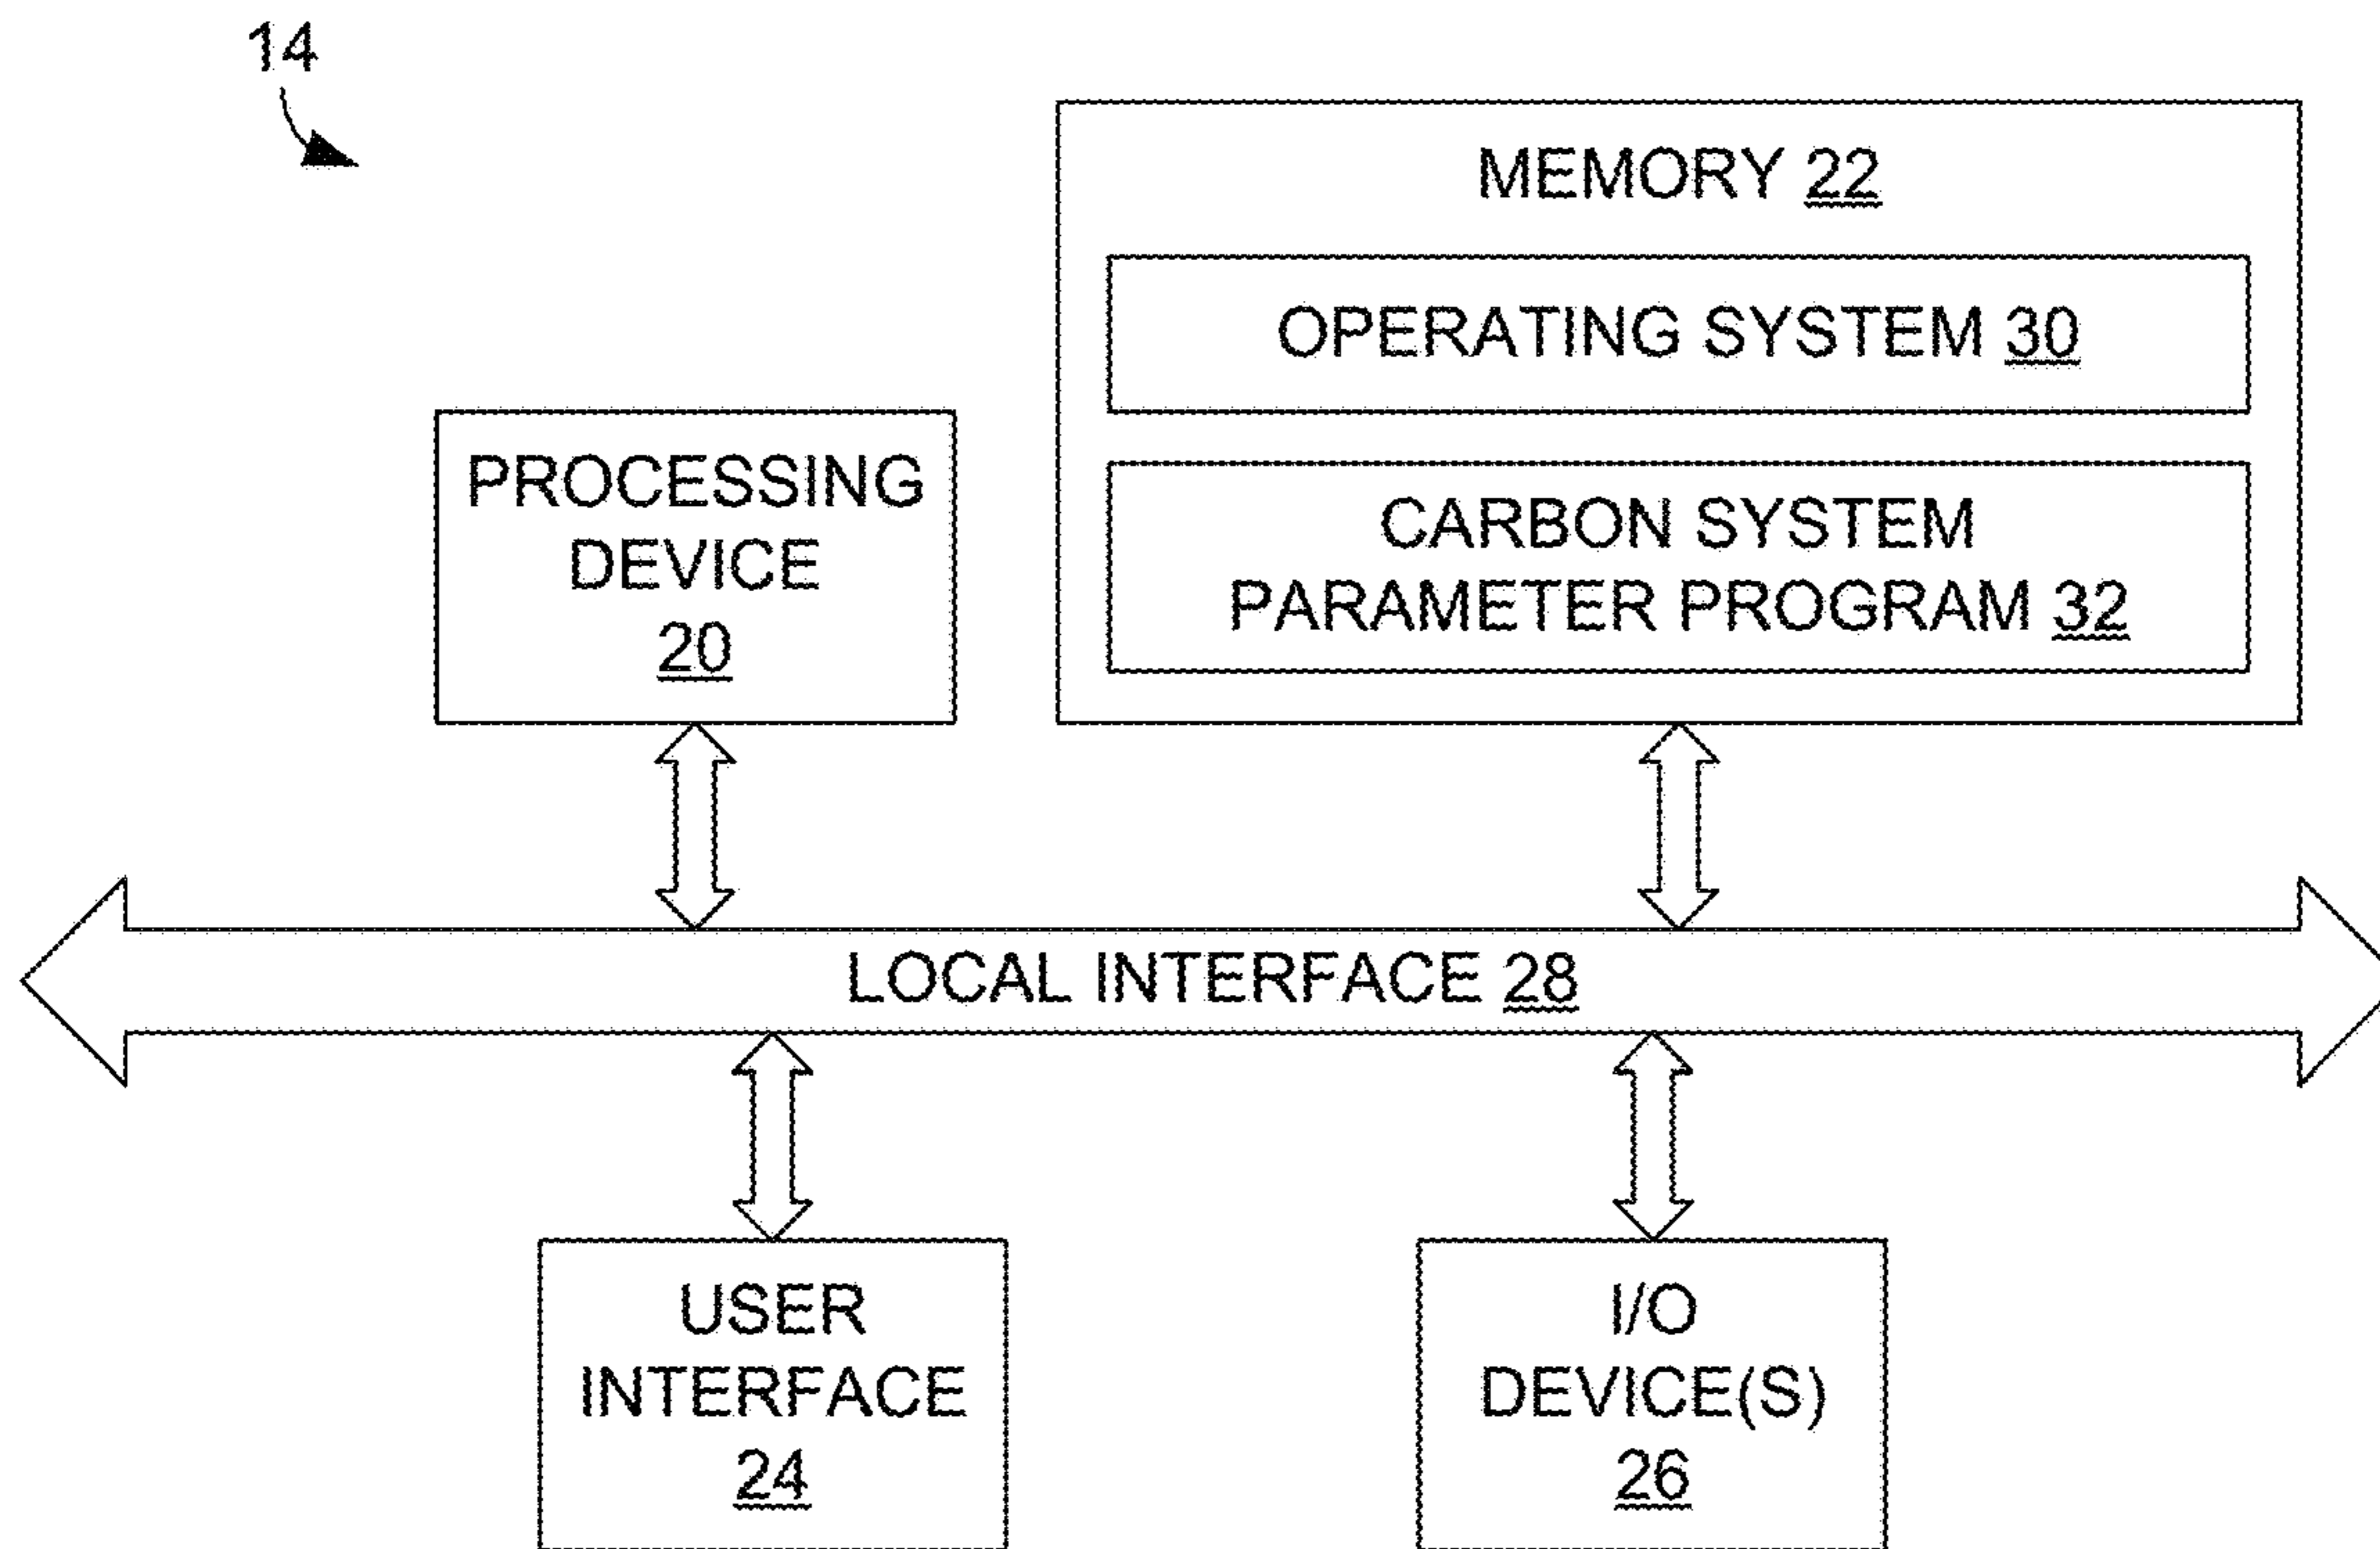 14
MEMORY 22
OPERATING SYSTEM 30
PROCESSING
DEVICE
20
CARBON SYSTEM
PARAMETER PROGRAM 32
LOCAL INTERFACE 28
USER
INTERFACE
24
I/O
DEVICE(S)
26